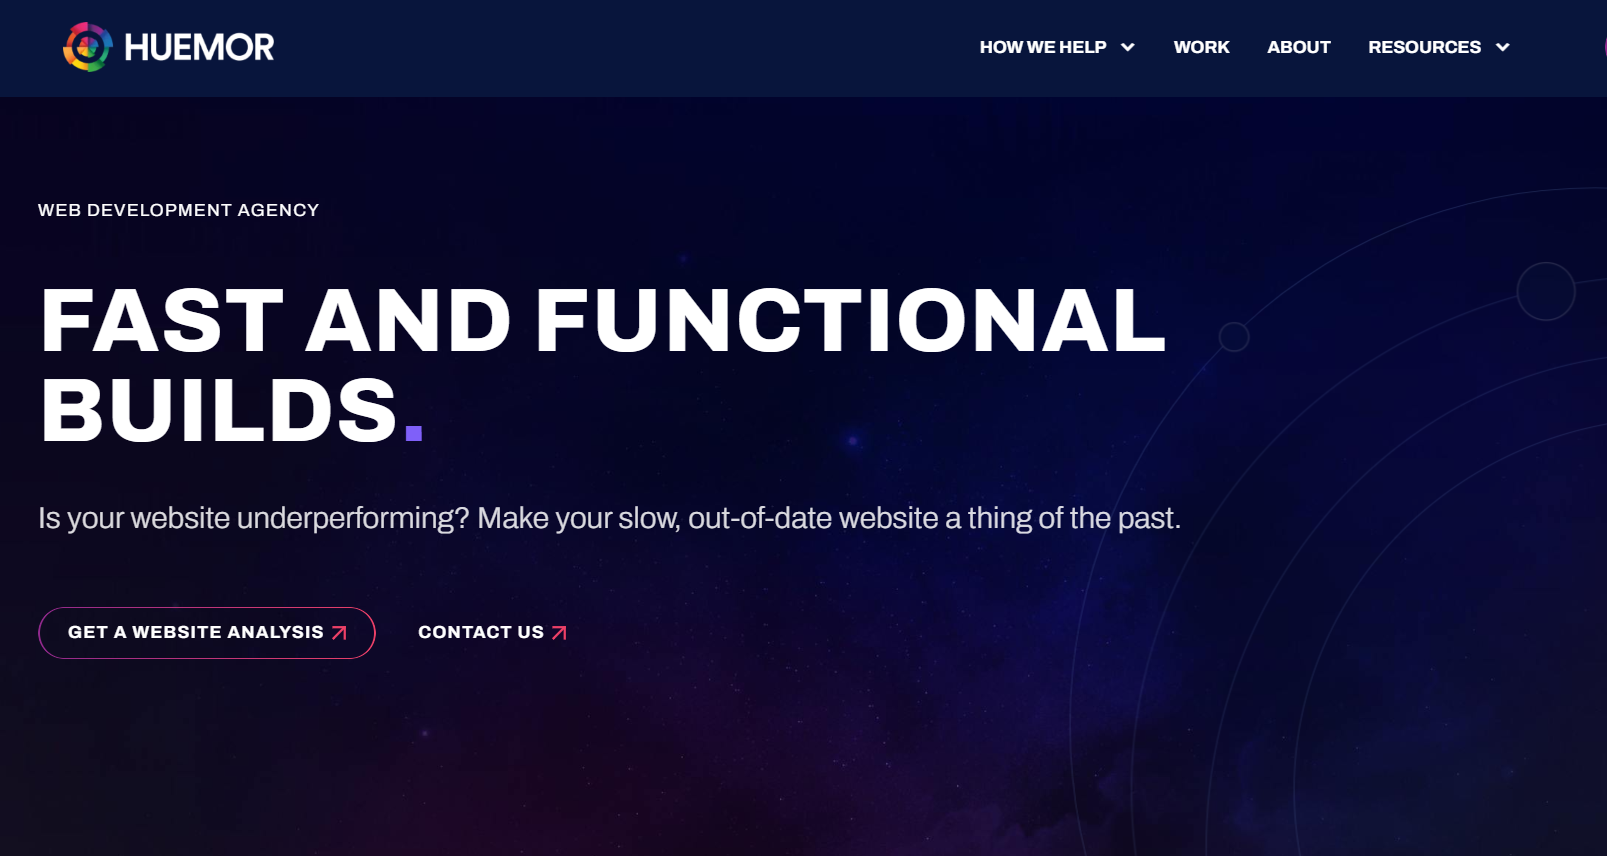 HUEMOR
HOW WE HELP
WORK
ABOUT
RESOURCES
WEB DEVELOPMENT AGENCY
FAST AND FUNCTIONAL
BUILDS.
Is your website underperforming? Make your slow, out-of-date website a thing of the past.
GET A WEBSITE ANALYSIS
CONTACT US